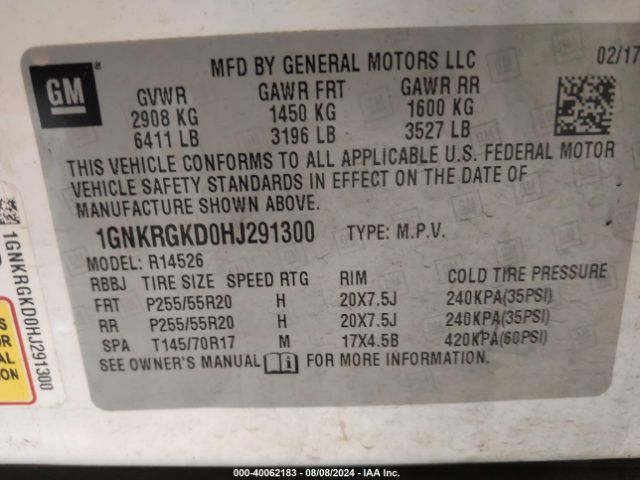 GM
®
MFD BY GENERAL MOTORS LLC
02/17
GVWR GAWR FRT GAWR RR
2908 KG 1450 KG 1600 KG
6411 LB 3196 LB 3527 LB
THIS VEHICLE CONFORMS TO ALL APPLICABLE U.S. FEDERAL MOTOR
VEHICLE SAFETY STANDARDS IN EFFECT ON THE DATE OF
MANUFACTURE SHOWN ABOVE.
1GNKRGKD0HJ291300 TYPE: M.P.V.
MODEL: R14526
RBBJ TIRE SIZE SPEED RTG RIM COLD TIRE PRESSURE
FRT P255/55R20 H 20X7.5J 240KPA(35PSI)
RR P255/55R20 H 20X7.5J 240KPA(35PSI)
SPA T145/70R17 M 17X4.5B 420KPA(60PSI)
SEE OWNER'S MANUAL i FOR MORE INFORMATION.
1GNKRGKD0HJ291300
OR
AL
ION
000-40062183 - 08/08/2024 - IAA Inc.